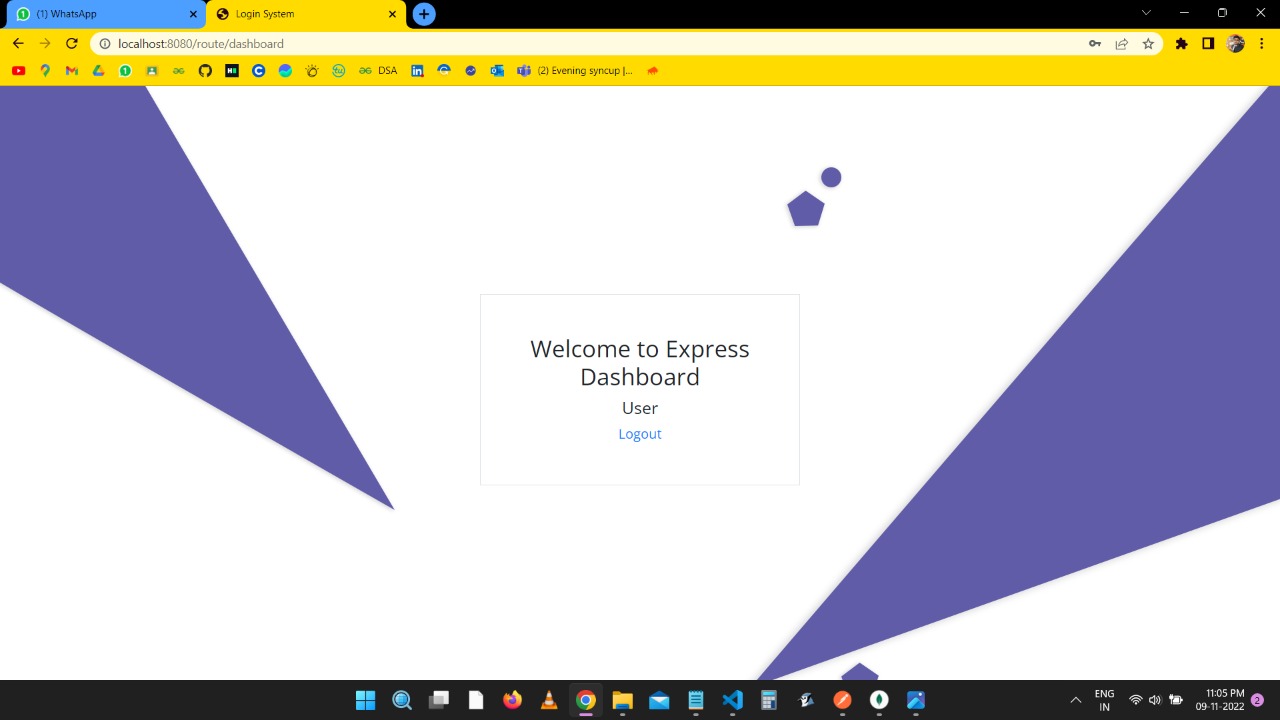 (1) WhatsApp
Login System
localhost:8080/route/dashboard
DSA
(2) Evening syncup |...
Welcome to Express
Dashboard
User
Logout
ENG
IN
11:05 PM
09-11-2022
2